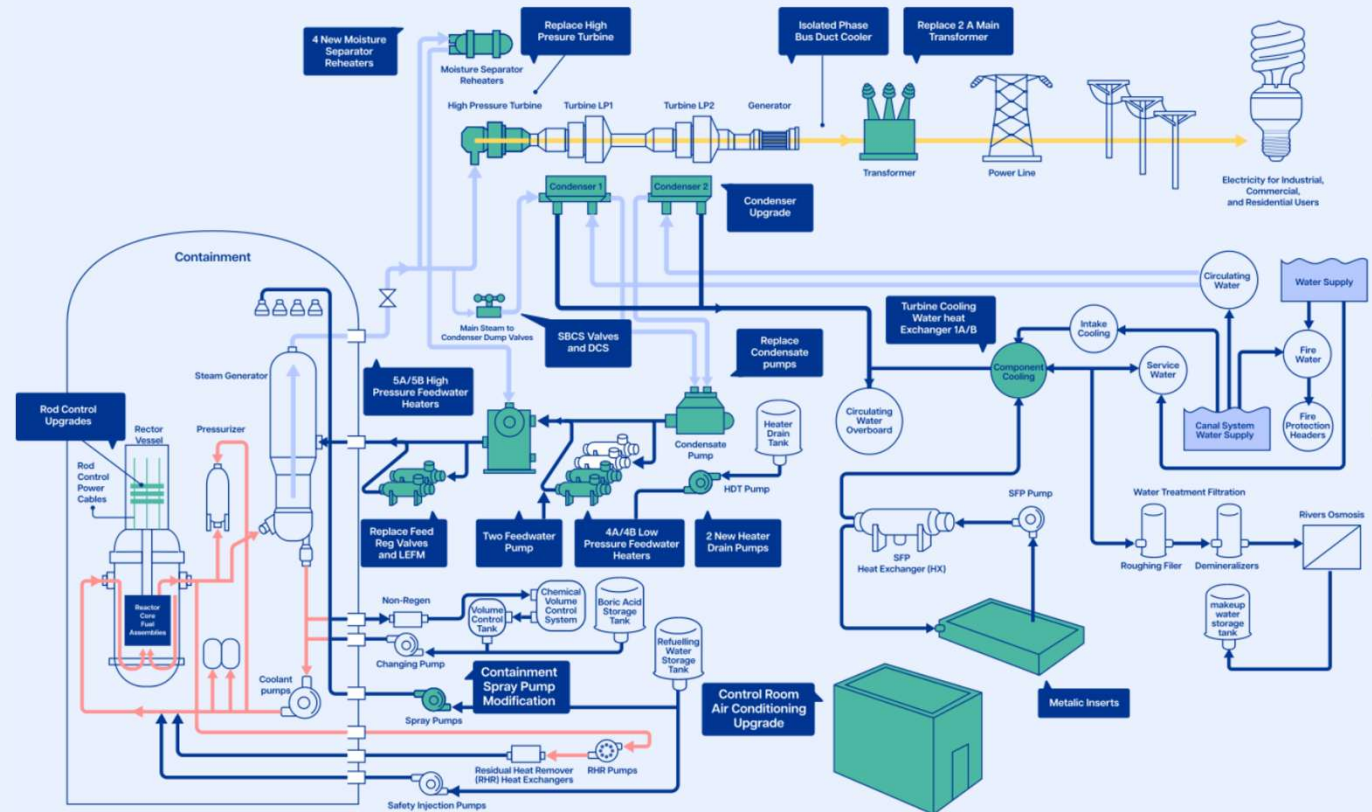 4 New Moisture
Separator
Reheaters
Moisture Separator
Reheaters
Replace High
Presure Turbine
Isolated Phase
Bus Duct Cooler
Replace 2 A Main
Transformer
High Pressure Turbine
Turbine LP1
Turbine LP2
Generator
Transformer
Power Line
Electricity for Industrial,
Commercial,
and Residential Users
Condenser 1
Condenser 2
Condenser
Upgrade
Containment
Main Steam to
Condenser Dump Valves
SBCS Valves
and DCS
Replace
Condensate
pumps
Turbine Cooling
Water heat
Exchanger 1A/B
Circulating
Water
Water Supply
Intake
Cooling
Fire
Water
Component
Cooling
Service
Water
Fire
Protection
Headers
Canal System
Water Supply
Circulating
Water
Overboard
Steam Generator
5A/5B High
Pressure Feedwater
Heaters
Rod Control
Upgrades
Rector
Vessel
Pressurizer
Rod
Control
Power
Cables
Condensate
Pump
Heater
Drain
Tank
HDT Pump
Replace Feed
Reg Valves
and LEFM
Two Feedwater
Pump
4A/4B Low
Pressure Feedwater
Heaters
2 New Heater
Drain Pumps
SFP Pump
SFP
Heat Exchanger (HX)
Water Treatment Filtration
Rivers Osmosis
Roughing Filer
Demineralizers
makeup
water
storage
tank
Reactor
Core
Fuel
Assemblies
Non-Regen
Volume
Control
Tank
Chemical
Volume
Control
System
Boric Acid
Storage
Tank
Refuelling
Water
Storage
Tank
Changing Pump
Coolant
pumps
Containment
Spray Pump
Modification
Spray Pumps
Control Room
Air Conditioning
Upgrade
Metalic Inserts
Residual Heat Remover
(RHR) Heat Exchangers
RHR Pumps
Safety Injection Pumps